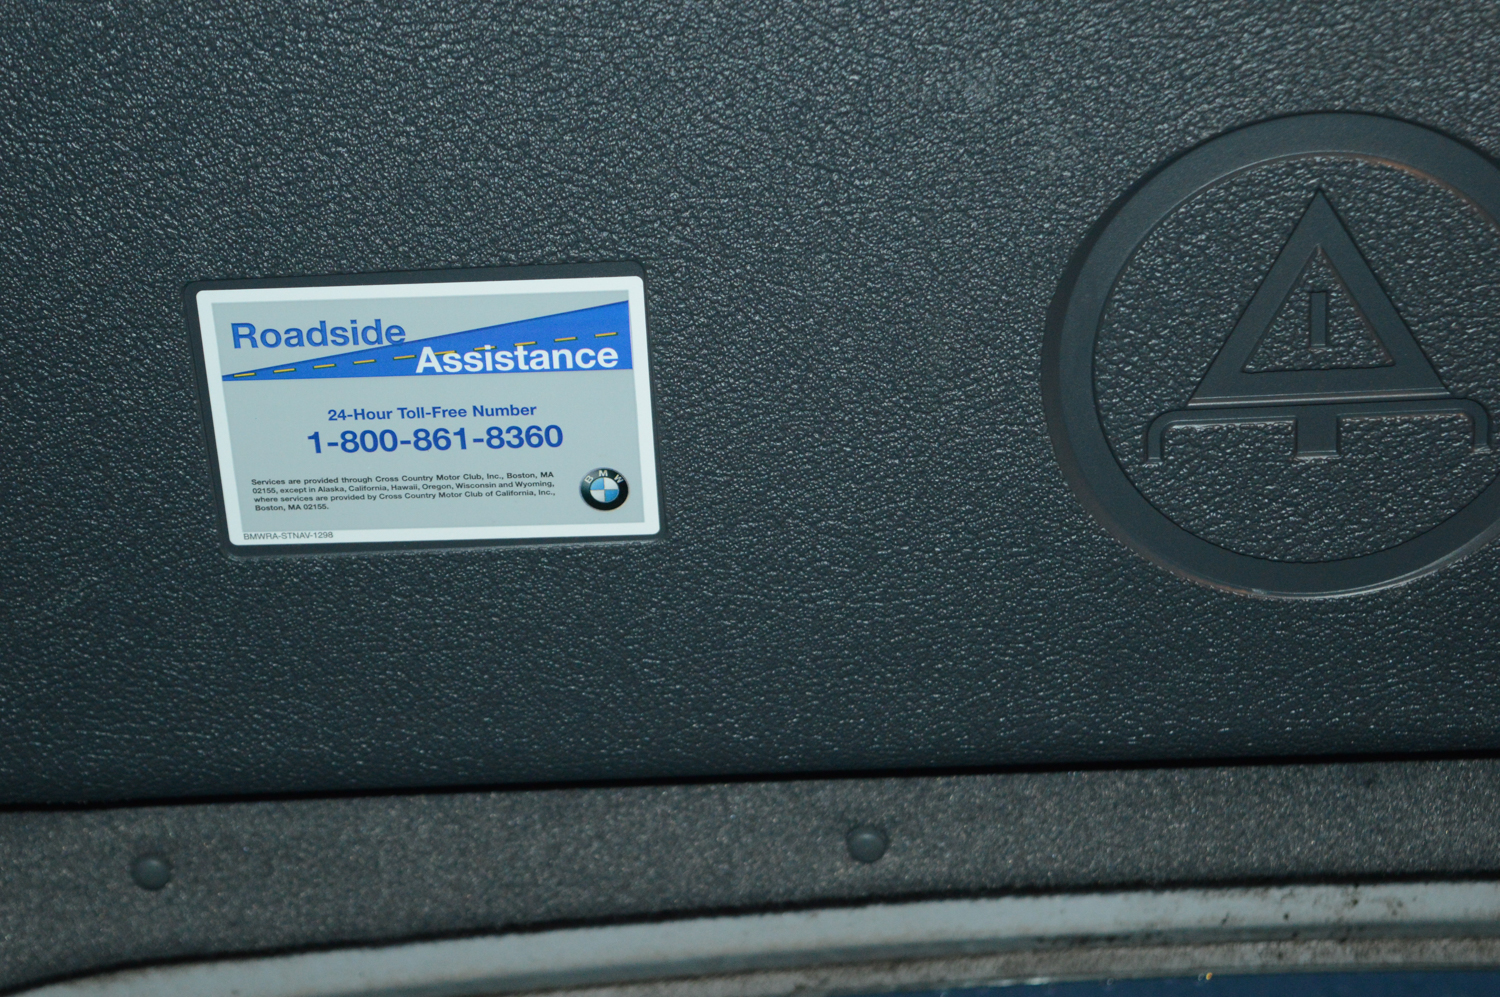 Roadside
Assistance
24-Hour Toll-Free Number
1-800-861-8360
Services are provided through Cross Country Motor Club, Inc., Boston, MA
02155, except in Alaska, California, Hawaii, Oregon, Wisconsin and Wyoming,
where services are provided by Cross Country Motor Club of California, Inc.,
Boston, MA 02155.
BMW
BMWRA-STNAV-1298